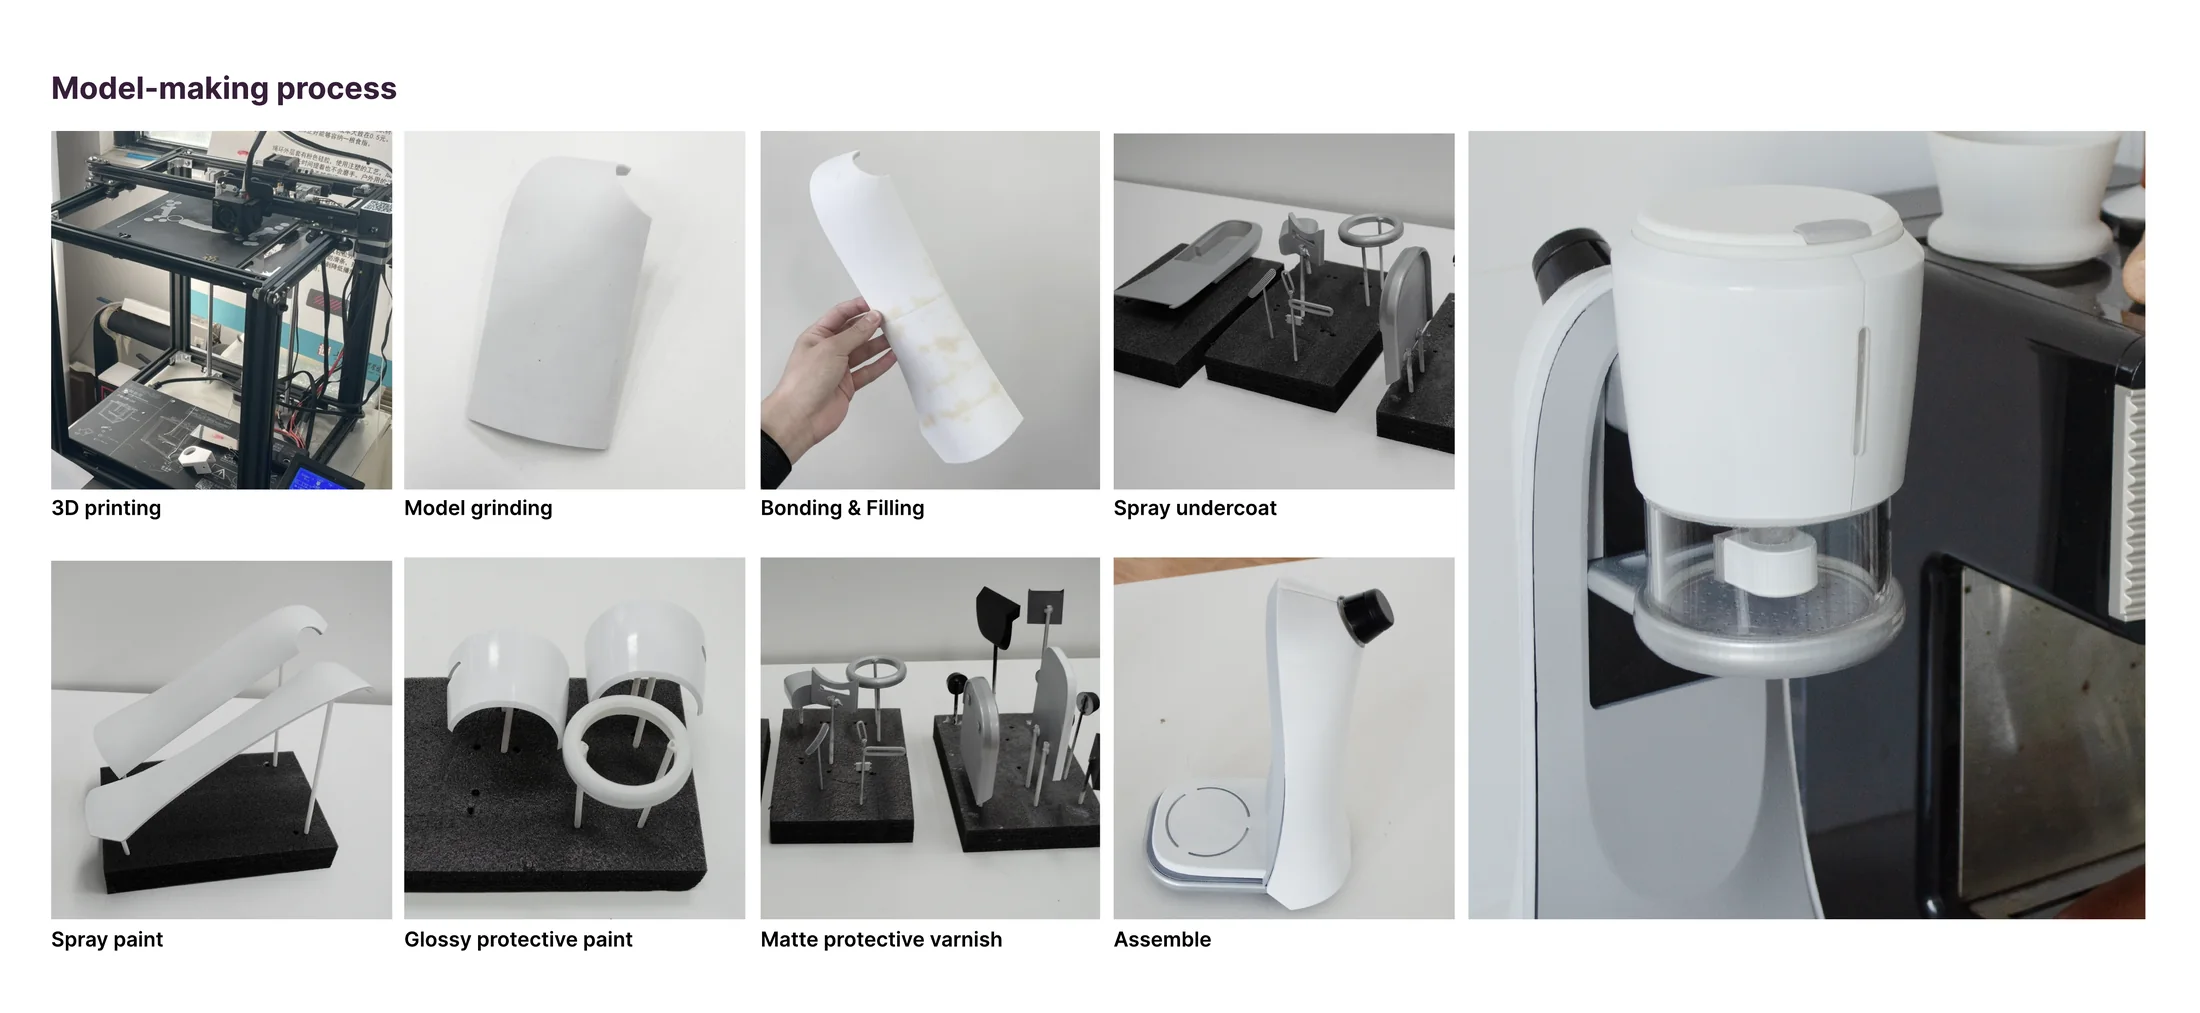 Model-making process
3D printing
Model grinding
Bonding & Filling
Spray undercoat
Spray paint
Glossy protective paint
Matte protective varnish
Assemble